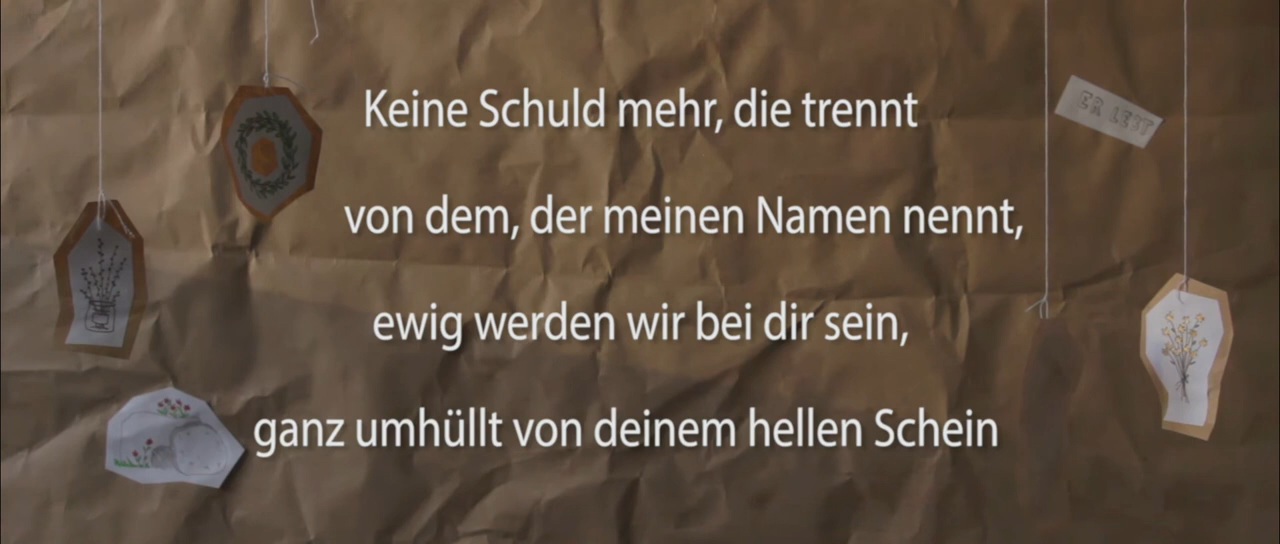 Keine Schuld mehr, die trennt
ER LEBT
von dem, der meinen Namen nennt,
ewig werden wir bei dir sein,
ganz umhüllt von deinem hellen Schein